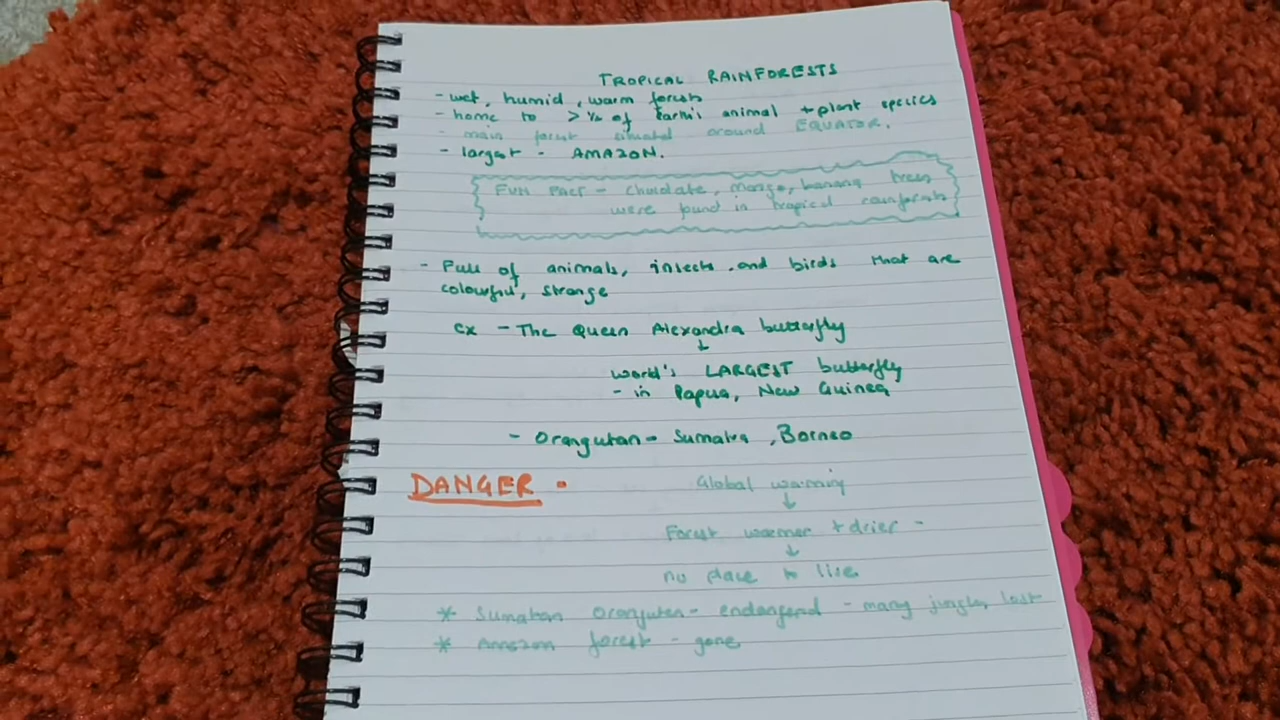 TROPICAL RAINFORESTS
- wet, humid, warm forests
- home to > 1/2 of Earth's animal + plant species
- main forest situated around EQUATOR.
- largest - AMAZON.
FUN FACT - Chocolate, mango, banana trees
were found in tropical rainforests
- Full of animals, insects and birds that are
colourful, strange
ex - The Queen Alexandra butterfly
↓
world's LARGEST butterfly
- in Papua, New Guinea
- Orangutan - Sumatra, Borneo
DANGER -
Global warming
↓
Forest warmer + drier -
↓
no place to live
* Sumatran Orangutan - endangered - many jungles lost
* Amazon forest - gone